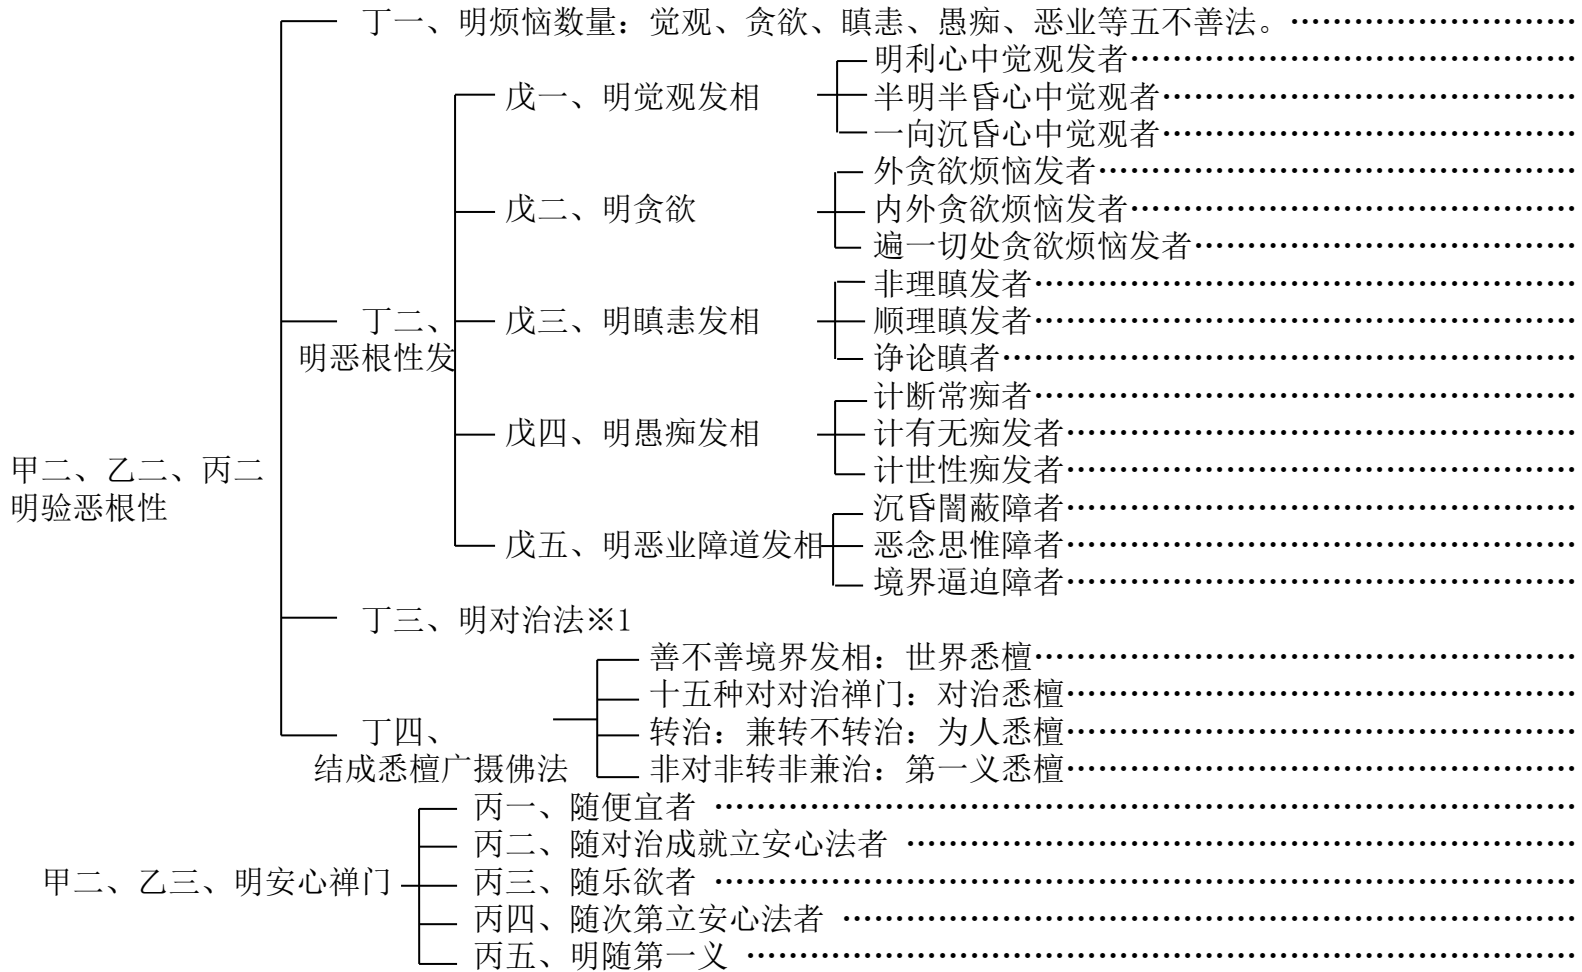 丁一、明烦恼数量：觉观、贪欲、瞋恚、愚痴、恶业等五不善法。…………………………
明利心中觉观发者……………………………………
戊一、明觉观发相
半明半昏心中觉观者…………………………………
一向沉昏心中觉观者…………………………………
外贪欲烦恼发者………………………………………
戊二、明贪欲
内外贪欲烦恼发者……………………………………
遍一切处贪欲烦恼发者………………………………
非理瞋发者……………………………………………
丁二、
明恶根性发
戊三、明瞋恚发相
顺理瞋发者……………………………………………
诤论瞋者………………………………………………
计断常痴者……………………………………………
戊四、明愚痴发相
计有无痴发者…………………………………………
计世性痴发者…………………………………………
甲二、乙二、丙二
明验恶根性
沉昏闇蔽障者…………………………………………
戊五、明恶业障道发相
恶念思惟障者…………………………………………
境界逼迫障者…………………………………………
丁三、明对治法※1
善不善境界发相：世界悉檀…………………………………………
十五种对对治禅门：对治悉檀………………………………………
丁四、
结成悉檀广摄佛法
转治：兼转不转治：为人悉檀………………………………………
非对非转非兼治：第一义悉檀………………………………………
丙一、随便宜者 ……………………………………………………………………
丙二、随对治成就立安心法者 ……………………………………………………
甲二、乙三、明安心禅门
丙三、随乐欲者 ……………………………………………………………………
丙四、随次第立安心法者 …………………………………………………………
丙五、明随第一义 …………………………………………………………………